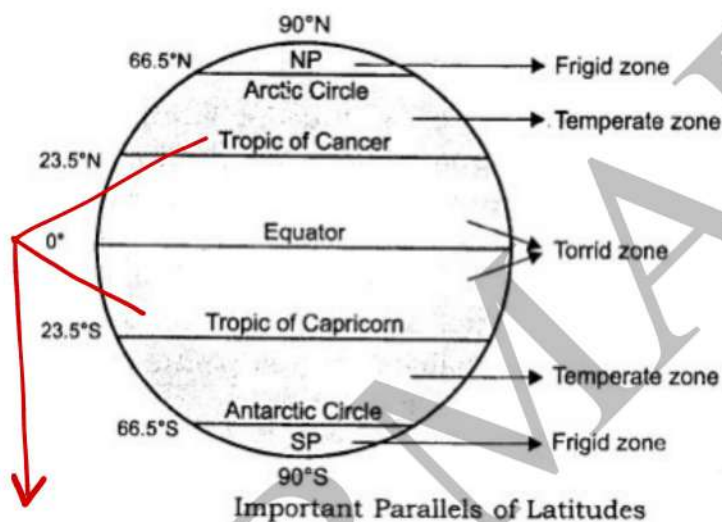 90°N
66.5°N
NP
Frigid zone
Arctic Circle
Temperate zone
Tropic of Cancer
23.5°N
0°
Equator
Torrid zone
Tropic of Capricorn
23.5°S
Temperate zone
Antarctic Circle
66.5°S
SP
Frigid zone
90°S
Important Parallels of Latitudes